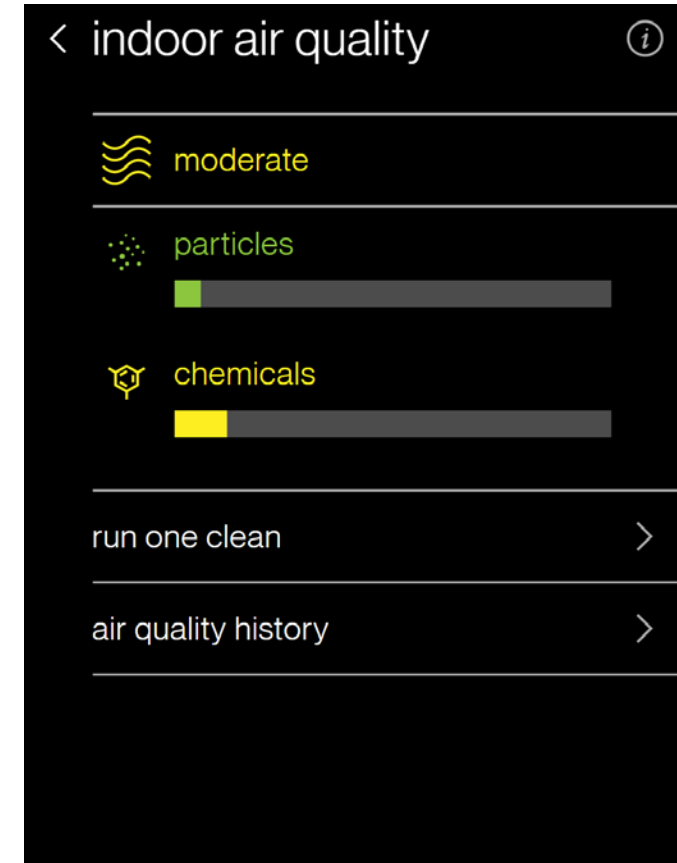 indoor air quality
moderate
particles
chemicals
run one clean
air quality history